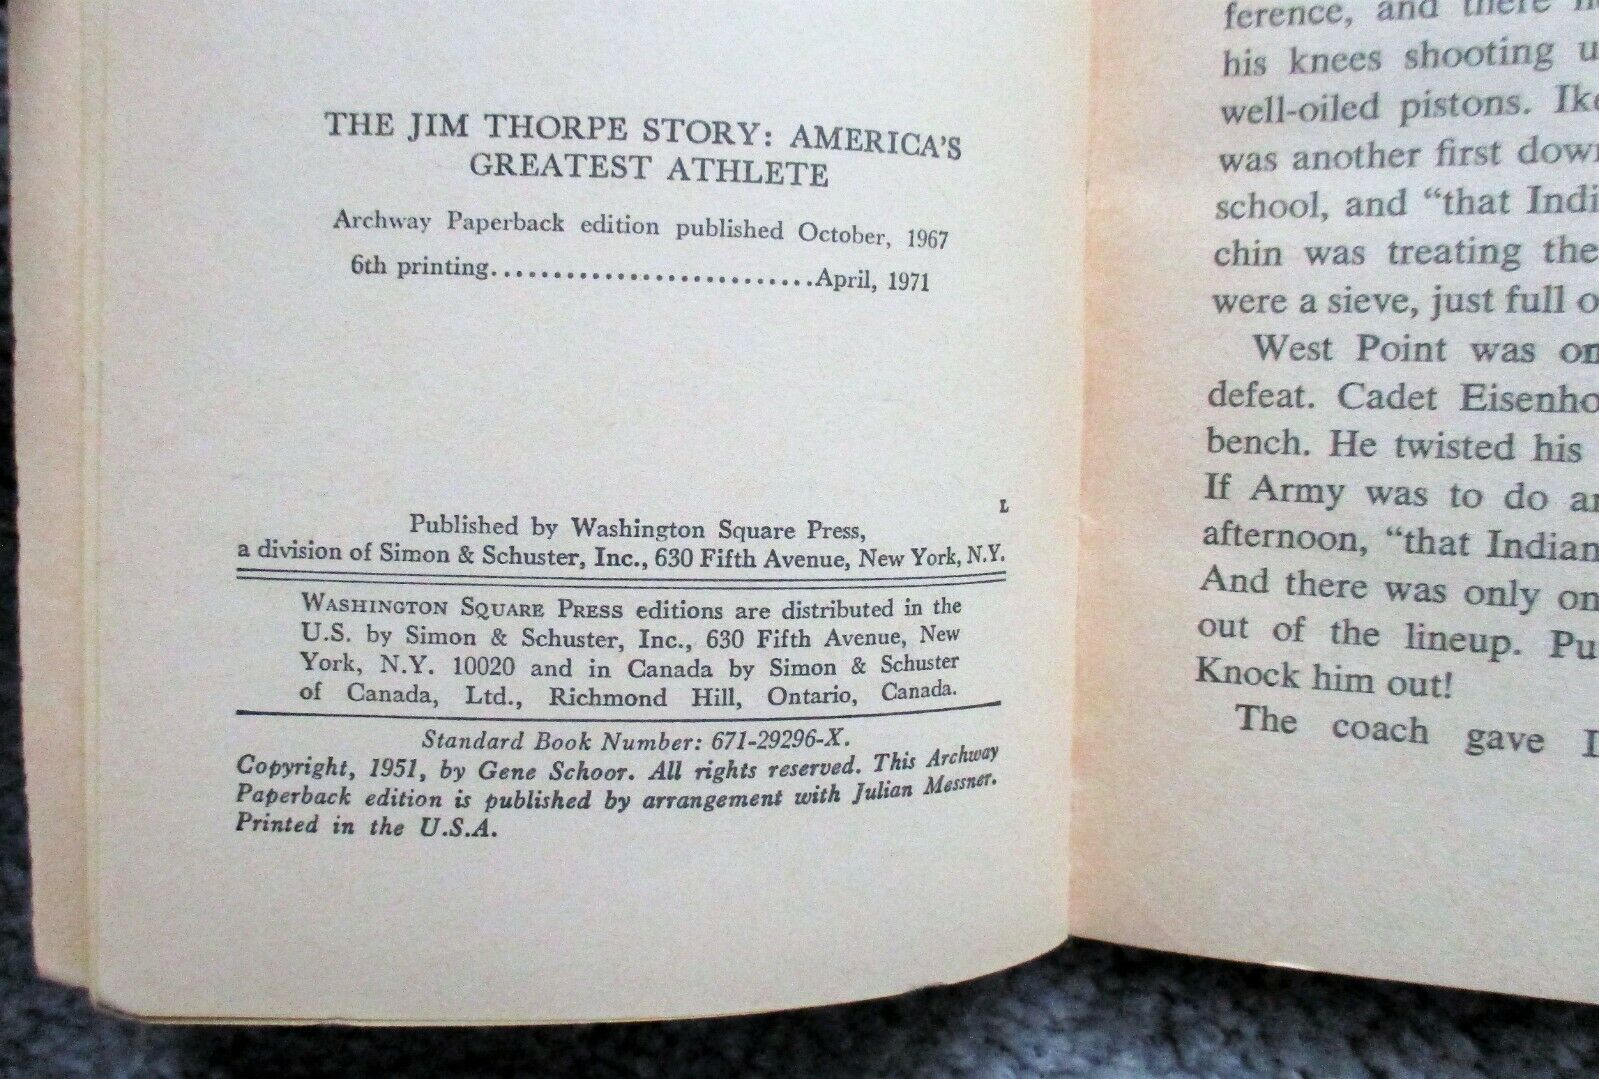 THE JIM THORPE STORY: AMERICA'S
GREATEST ATHLETE
Archway Paperback edition published October, 1967
6th printing...........................April, 1971
L
Published by Washington Square Press,
a division of Simon & Schuster, Inc., 630 Fifth Avenue, New York, N.Y.
WASHINGTON SQUARE PRESS editions are distributed in the
U.S. by Simon & Schuster, Inc., 630 Fifth Avenue, New
York, N.Y. 10020 and in Canada by Simon & Schuster
of Canada, Ltd., Richmond Hill, Ontario, Canada.
Standard Book Number: 671-29296-X.
Copyright, 1951, by Gene Schoor. All rights reserved. This Archway
Paperback edition is published by arrangement with Julian Messner.
Printed in the U.S.A.
ference, and there
his knees shooting
well-oiled pistons.
was another first
school, and "that
chin was treating the
were a sieve, just full
West Point was
defeat. Cadet
bench. He twisted his
If Army was to do
afternoon, "that Indian
And there was only
out of the lineup.
Knock him out!
The coach gave